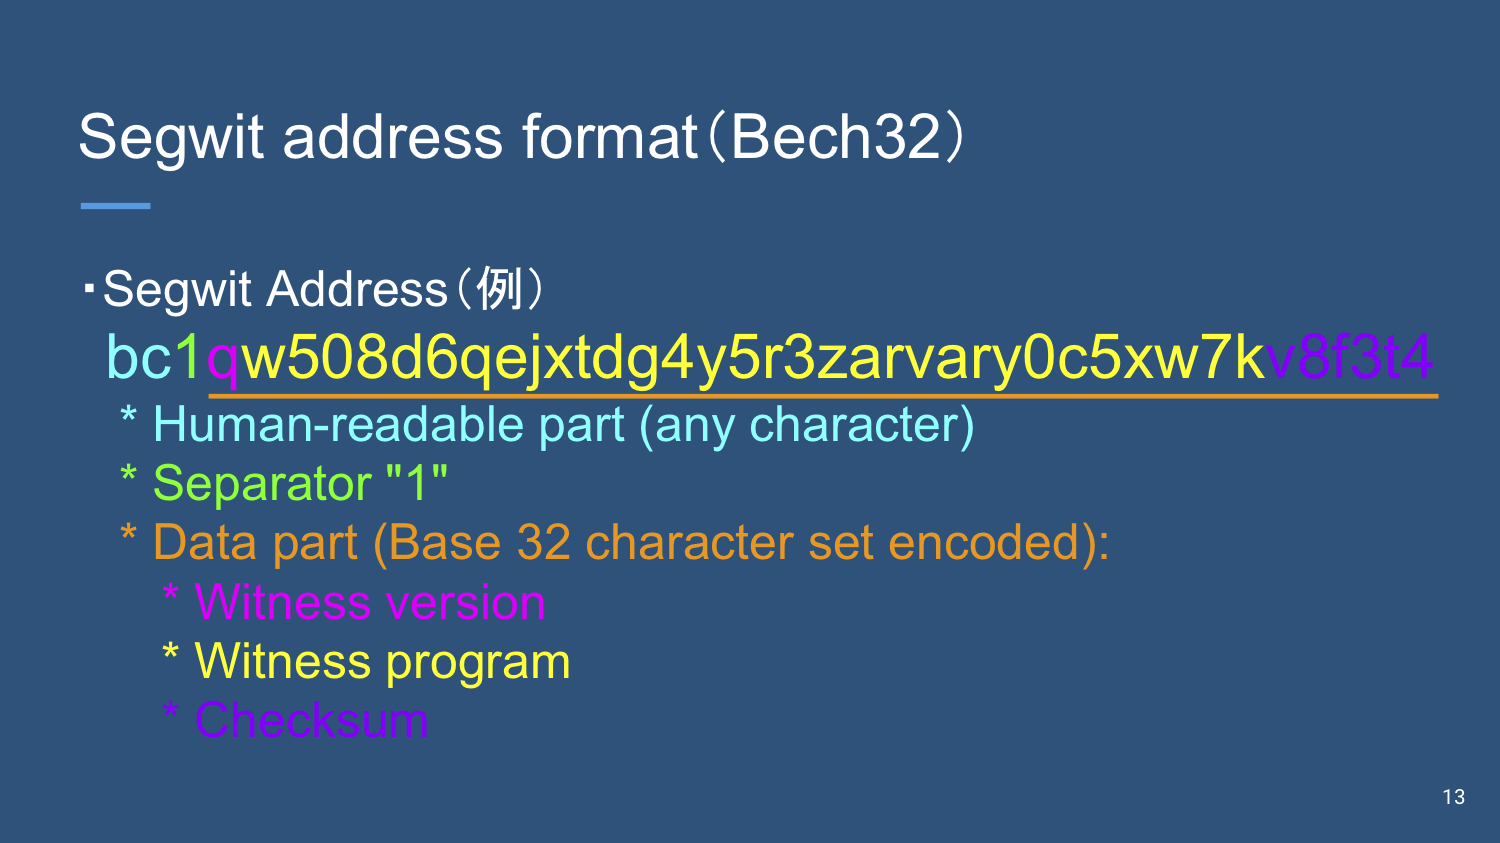 Segwit address format（Bech32）
・Segwit Address（例）
bc1qw508d6qejxtdg4y5r3zarvary0c5xw7kv8f3t4
* Human-readable part (any character)
* Separator "1"
* Data part (Base 32 character set encoded):
* Witness version
* Witness program
* Checksum
13